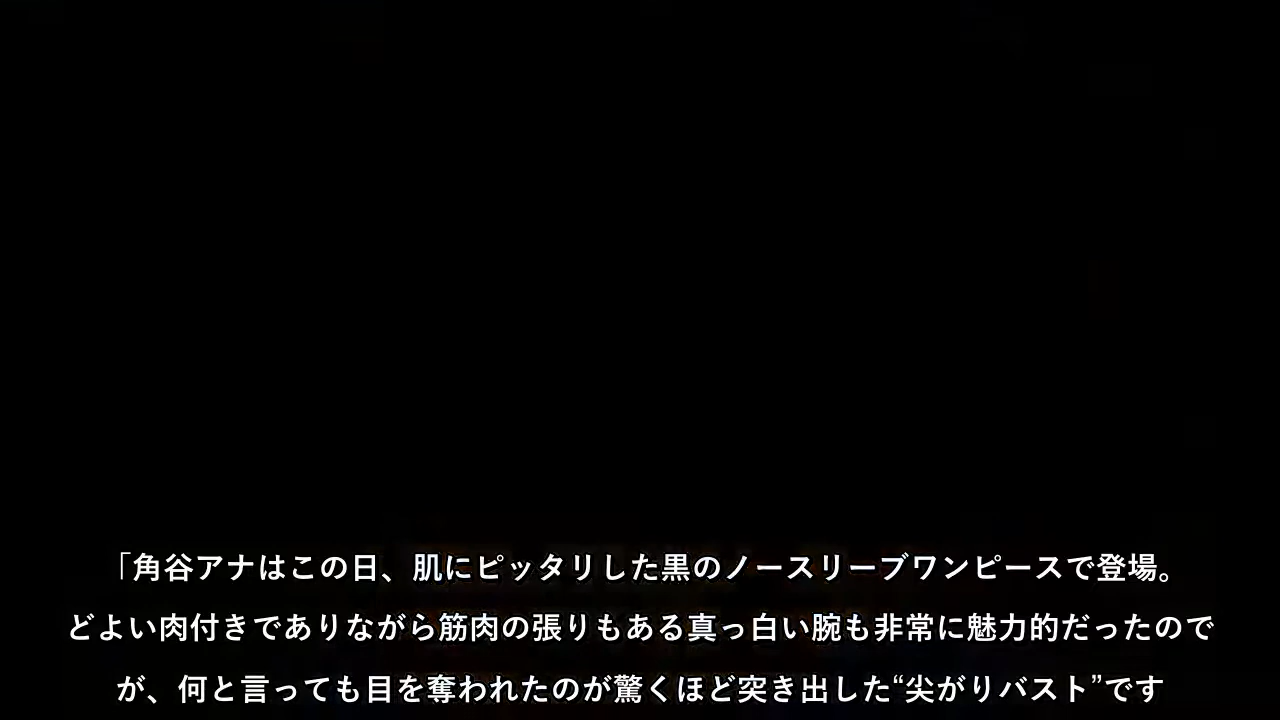 「角谷アナはこの日、肌にピッタリした黒のノースリーブワンピースで登場。
どよい肉付きでありながら筋肉の張りもある真っ白い腕も非常に魅力的だったので
が、何と言っても目を奪われたのが驚くほど突き出した“尖がりバスト”です